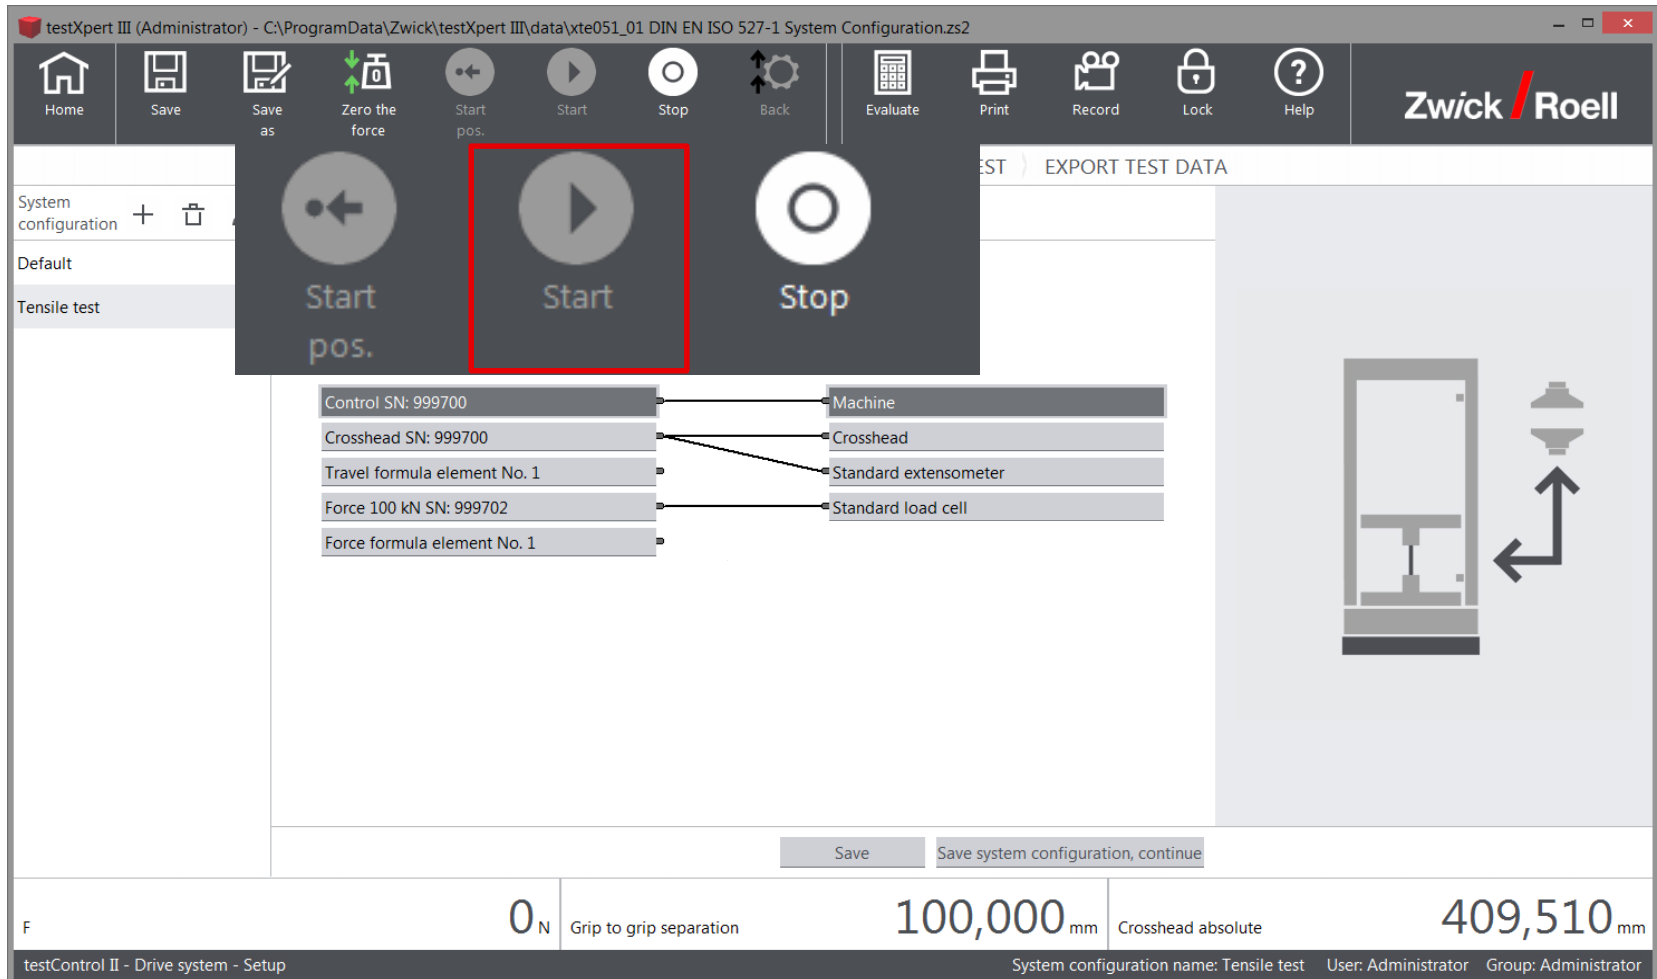 testXpert III (Administrator) - C:\ProgramData\Zwick\testXpert III\data\xte051_01 DIN EN ISO 527-1 System Configuration.zs2
Home
Save
Save as
Zero the force
Start pos.
Start
Stop
Back
Evaluate
Print
Record
Lock
Help
Zwick / Roell
EXPORT TEST DATA
System
configuration
Start
pos.
Start
Stop
Default
Tensile test
Control SN: 999700
Machine
Crosshead SN: 999700
Crosshead
Travel formula element No. 1
Standard extensometer
Force 100 kN SN: 999702
Standard load cell
Force formula element No. 1
Save
Save system configuration, continue
F 0 N
Grip to grip separation 100,000 mm
Crosshead absolute 409,510 mm
testControl II - Drive system - Setup
System configuration name: Tensile test User: Administrator Group: Administrator